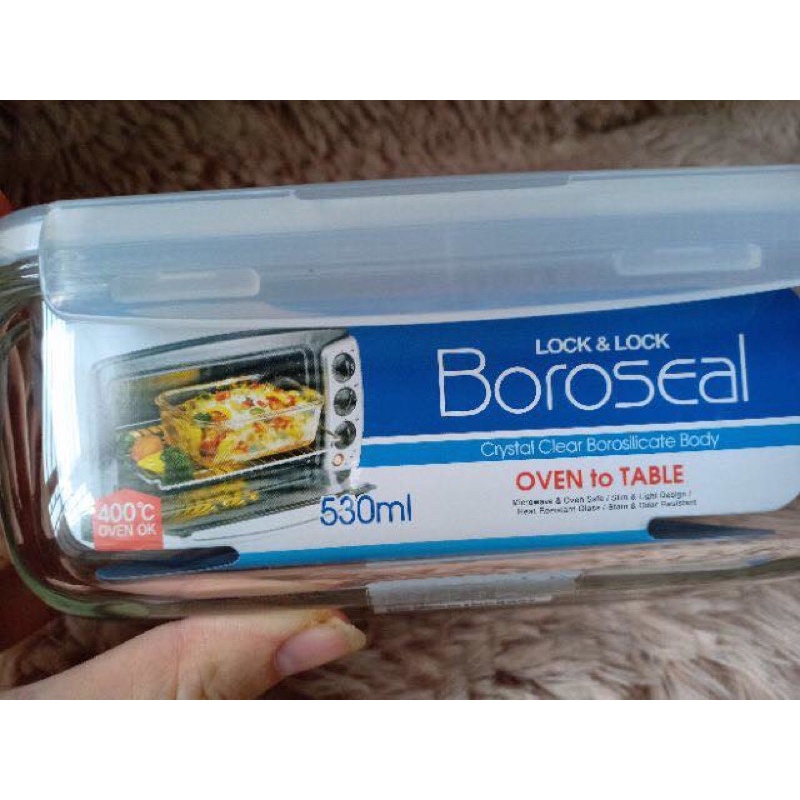 LOCK & LOCK
Boroseal
Crystal Clear Borosilicate Body
OVEN to TABLE
Microwave & Oven Safe / Slim & Light Design /
Heat Resistant Glass / Stain & Odor Resistant
530ml
400°C
OVEN OK